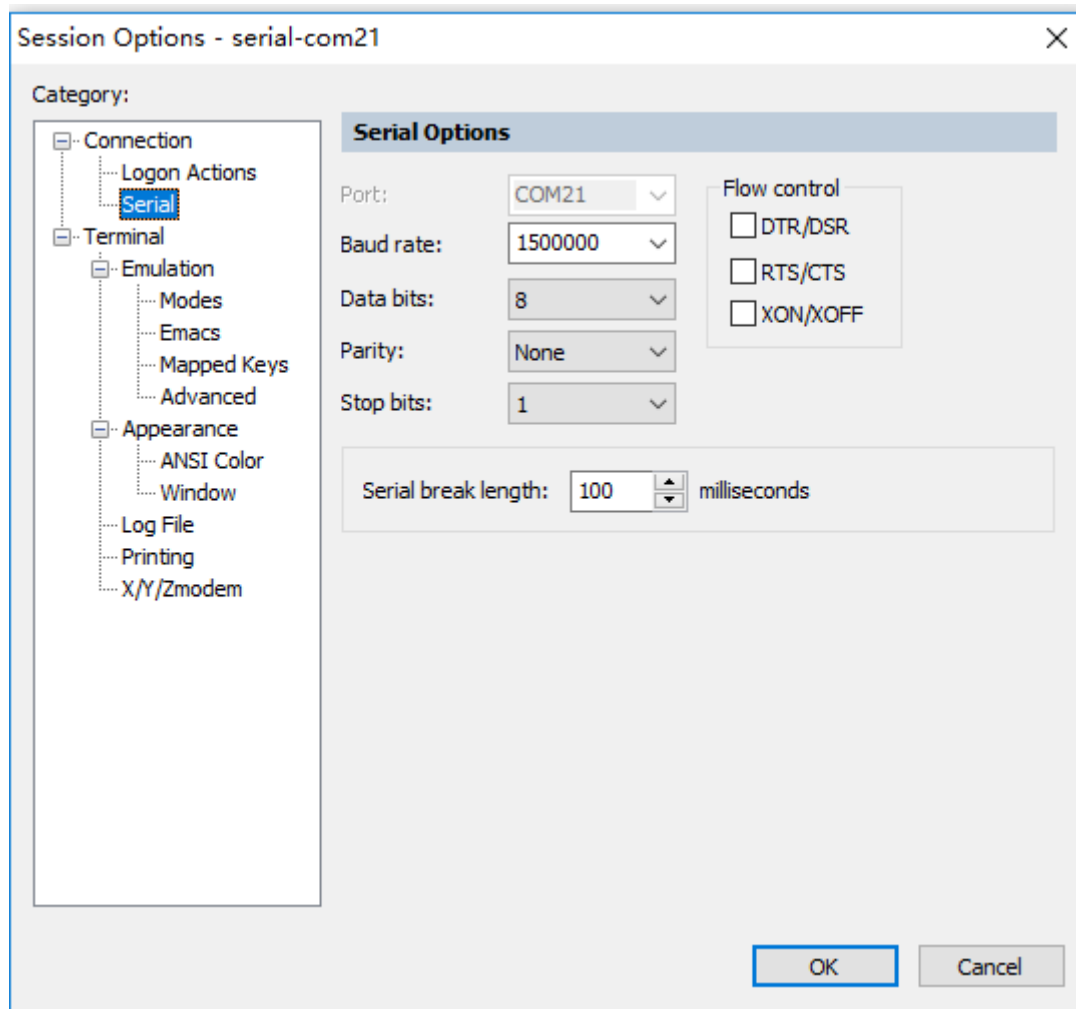 Session Options - serial-com21
Category:
Connection
Logon Actions
Serial
Terminal
Emulation
Modes
Emacs
Mapped Keys
Advanced
Appearance
ANSI Color
Window
Log File
Printing
X/Y/Zmodem
Serial Options
Port: COM21
Baud rate: 1500000
Data bits: 8
Parity: None
Stop bits: 1
Flow control
DTR/DSR
RTS/CTS
XON/XOFF
Serial break length: 100 milliseconds
OK Cancel